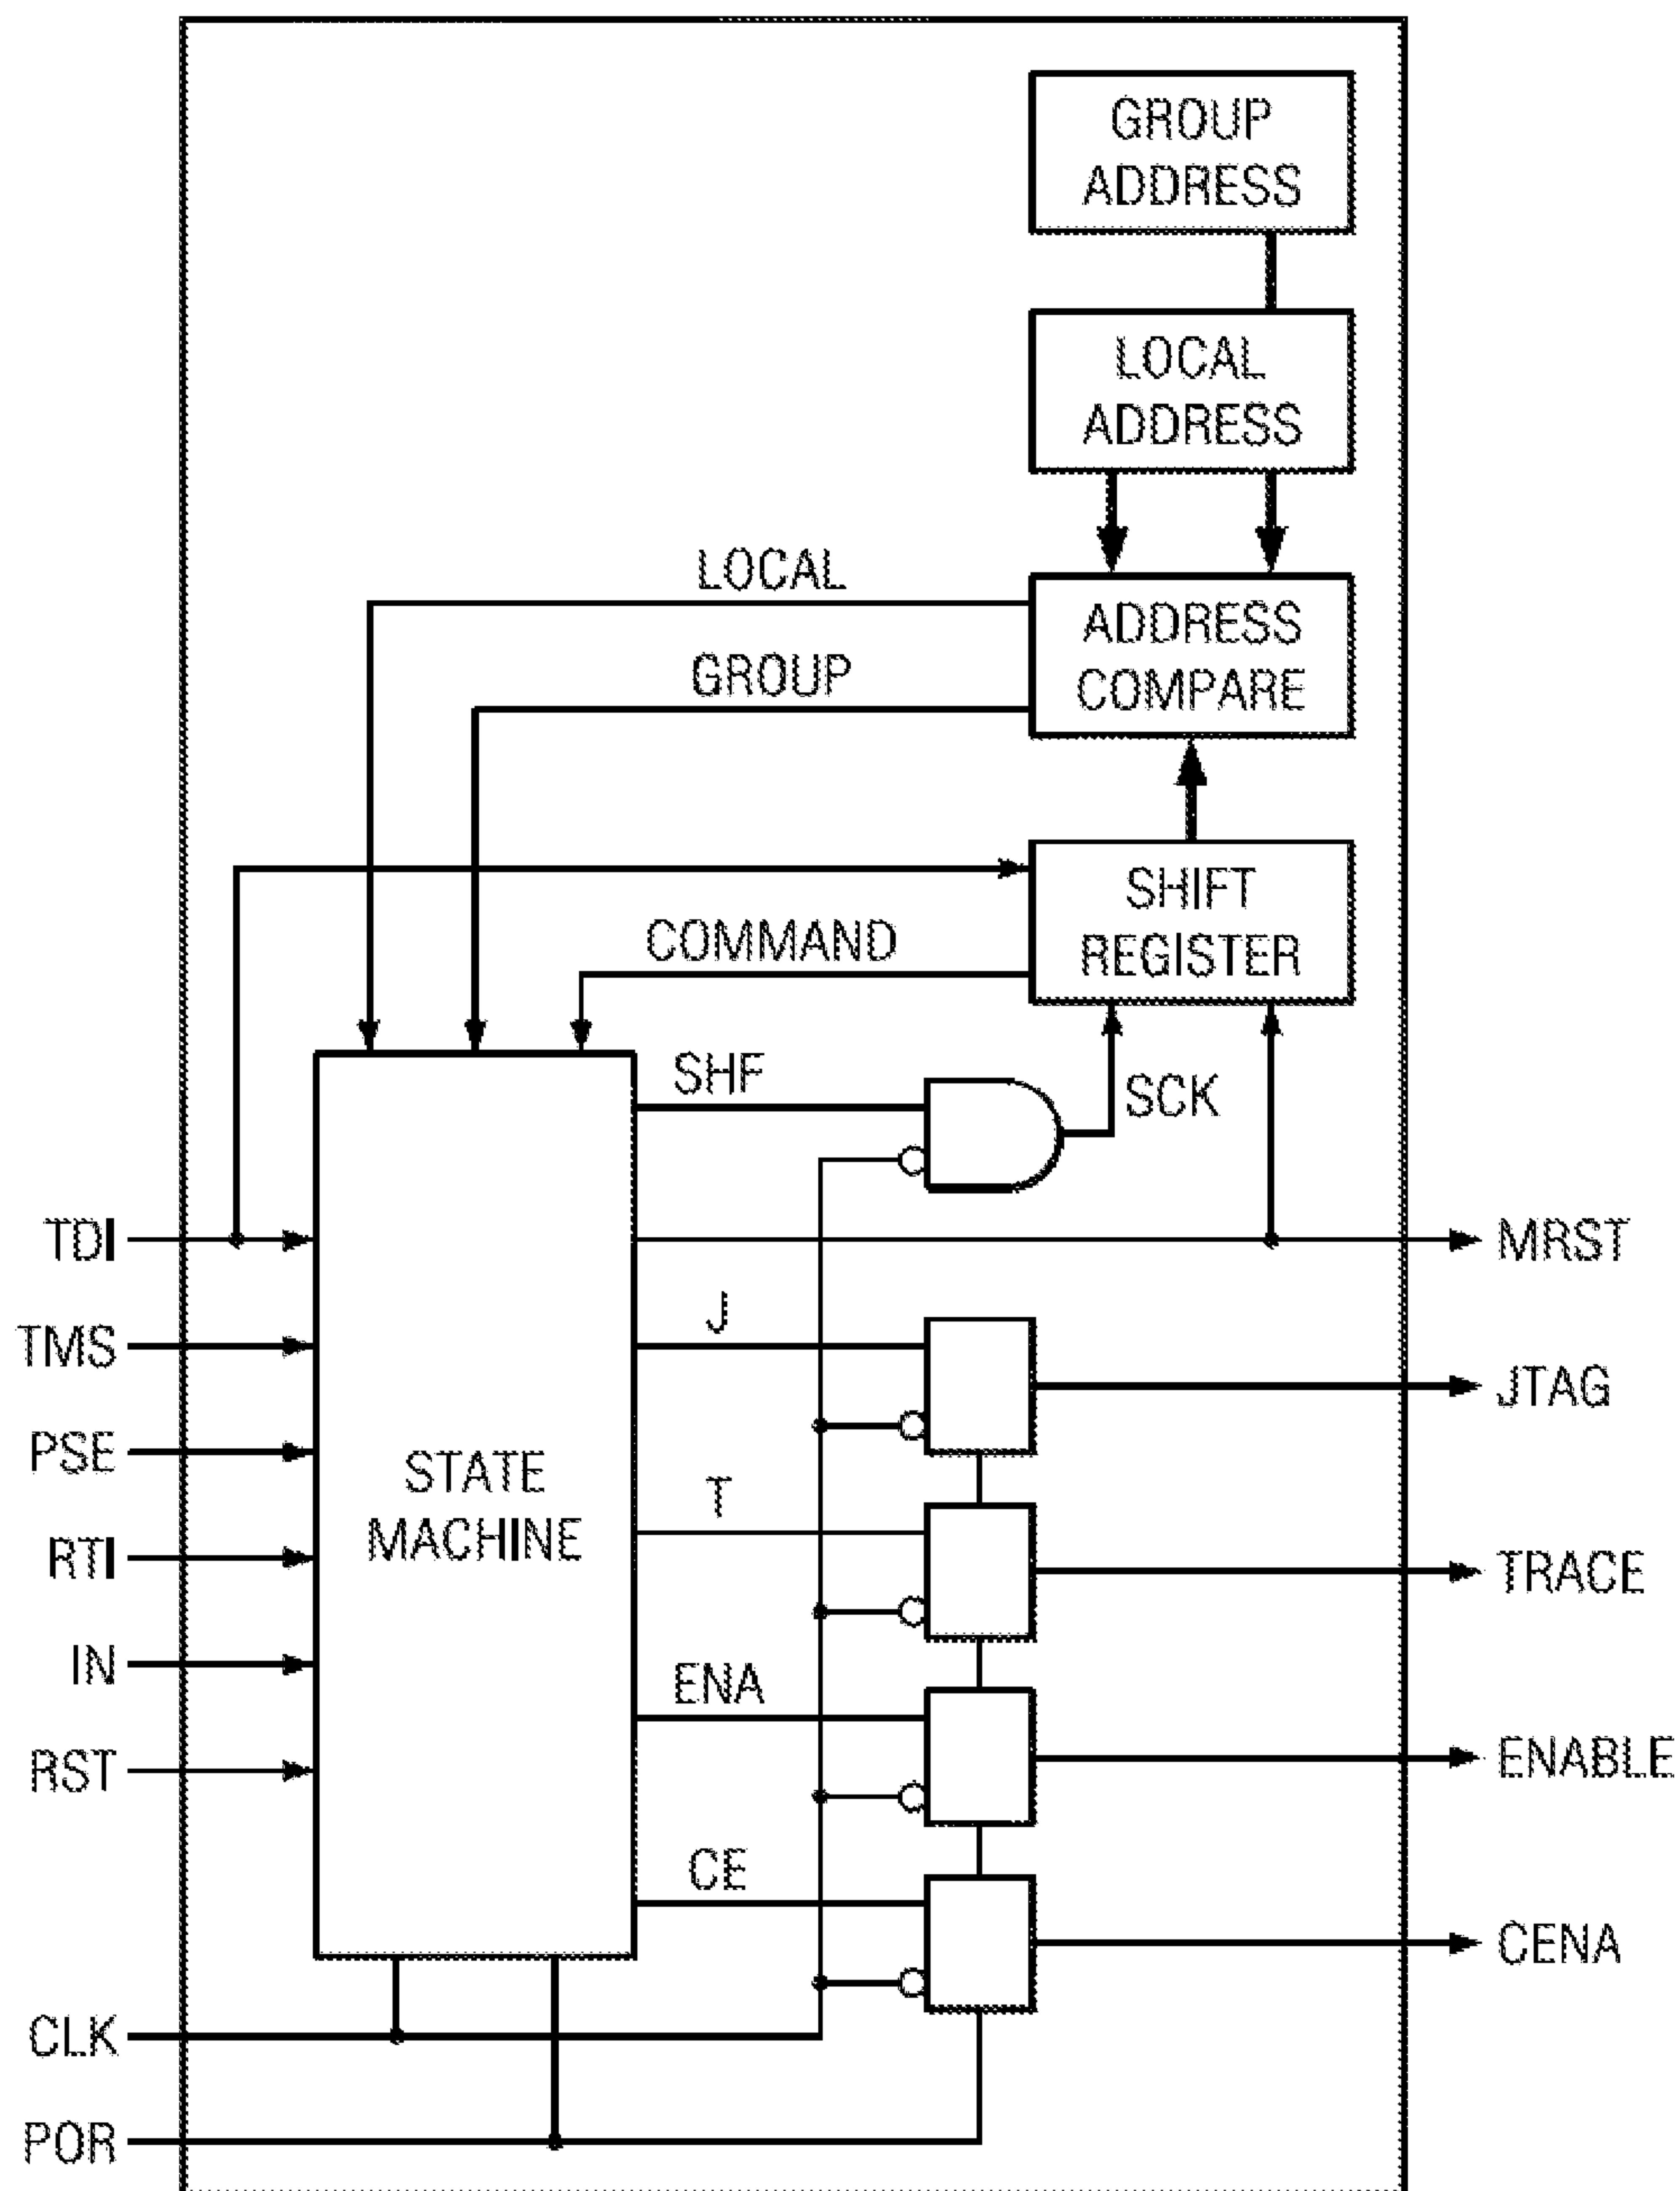 GROUP
ADDRESS
LOCAL
ADDRESS
LOCAL
ADDRESS
COMPARE
GROUP
SHIFT
REGISTER
COMMAND
SHF
SCK
TDI
MRST
J
TMS
JTAG
PSE
STATE
MACHINE
T
RTI
TRACE
IN
ENA
RST
ENABLE
CE
CENA
CLK
POR